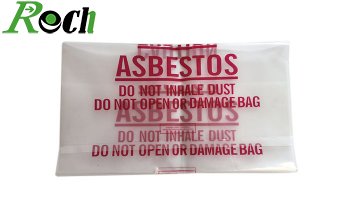 Roch
ASBESTOS
DO NOT INHALE DUST
DO NOT OPEN OR DAMAGE BAG
ASBESTOS
DO NOT INHALE DUST
DO NOT OPEN OR DAMAGE BAG